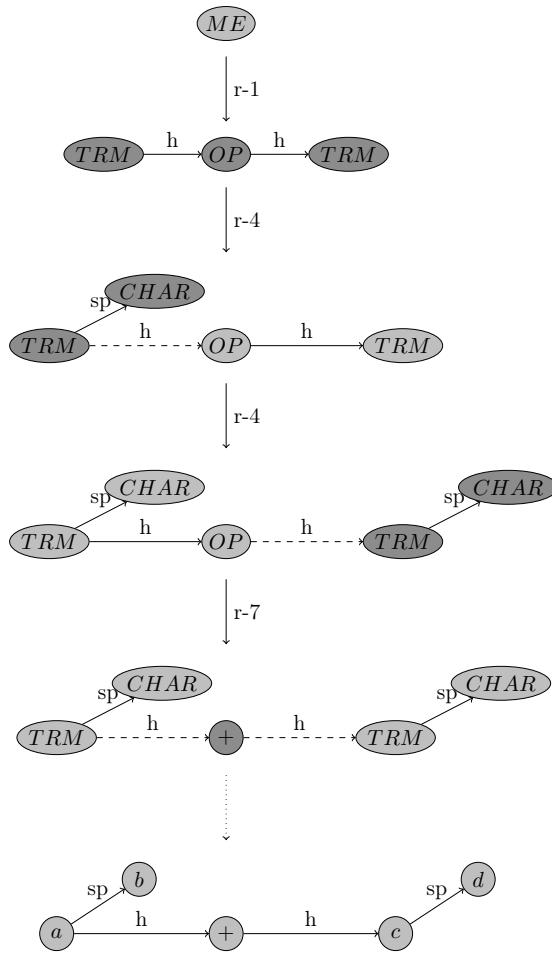 ME
r-1
TRM h OP h TRM
r-4
sp CHAR
TRM h OP h TRM
r-4
sp CHAR sp CHAR
TRM h OP h TRM
r-7
sp CHAR sp CHAR
TRM h + h TRM
sp b sp d
a h + h c